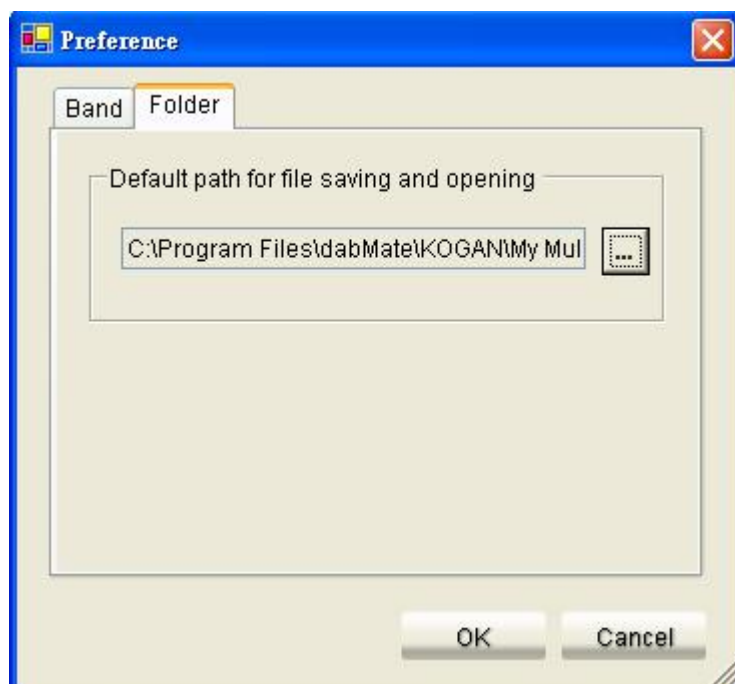 Preference
Band Folder
Default path for file saving and opening
C:\Program Files\dabMate\KOGAN\My Mul ...
OK Cancel